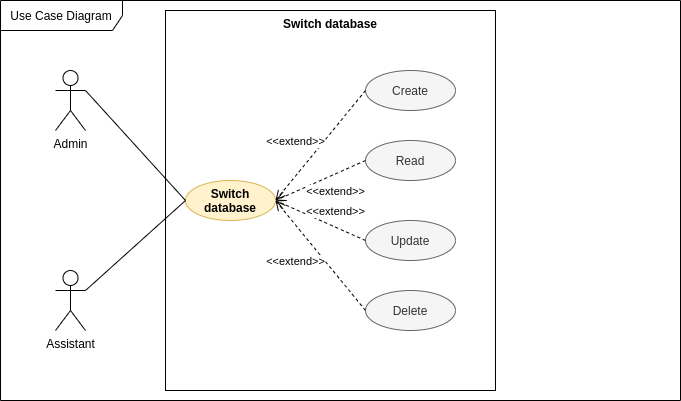 Use Case Diagram
Switch database
Admin
Create
<<extend>>
Read
Switch
database
<<extend>>
<<extend>>
Update
<<extend>>
Delete
Assistant